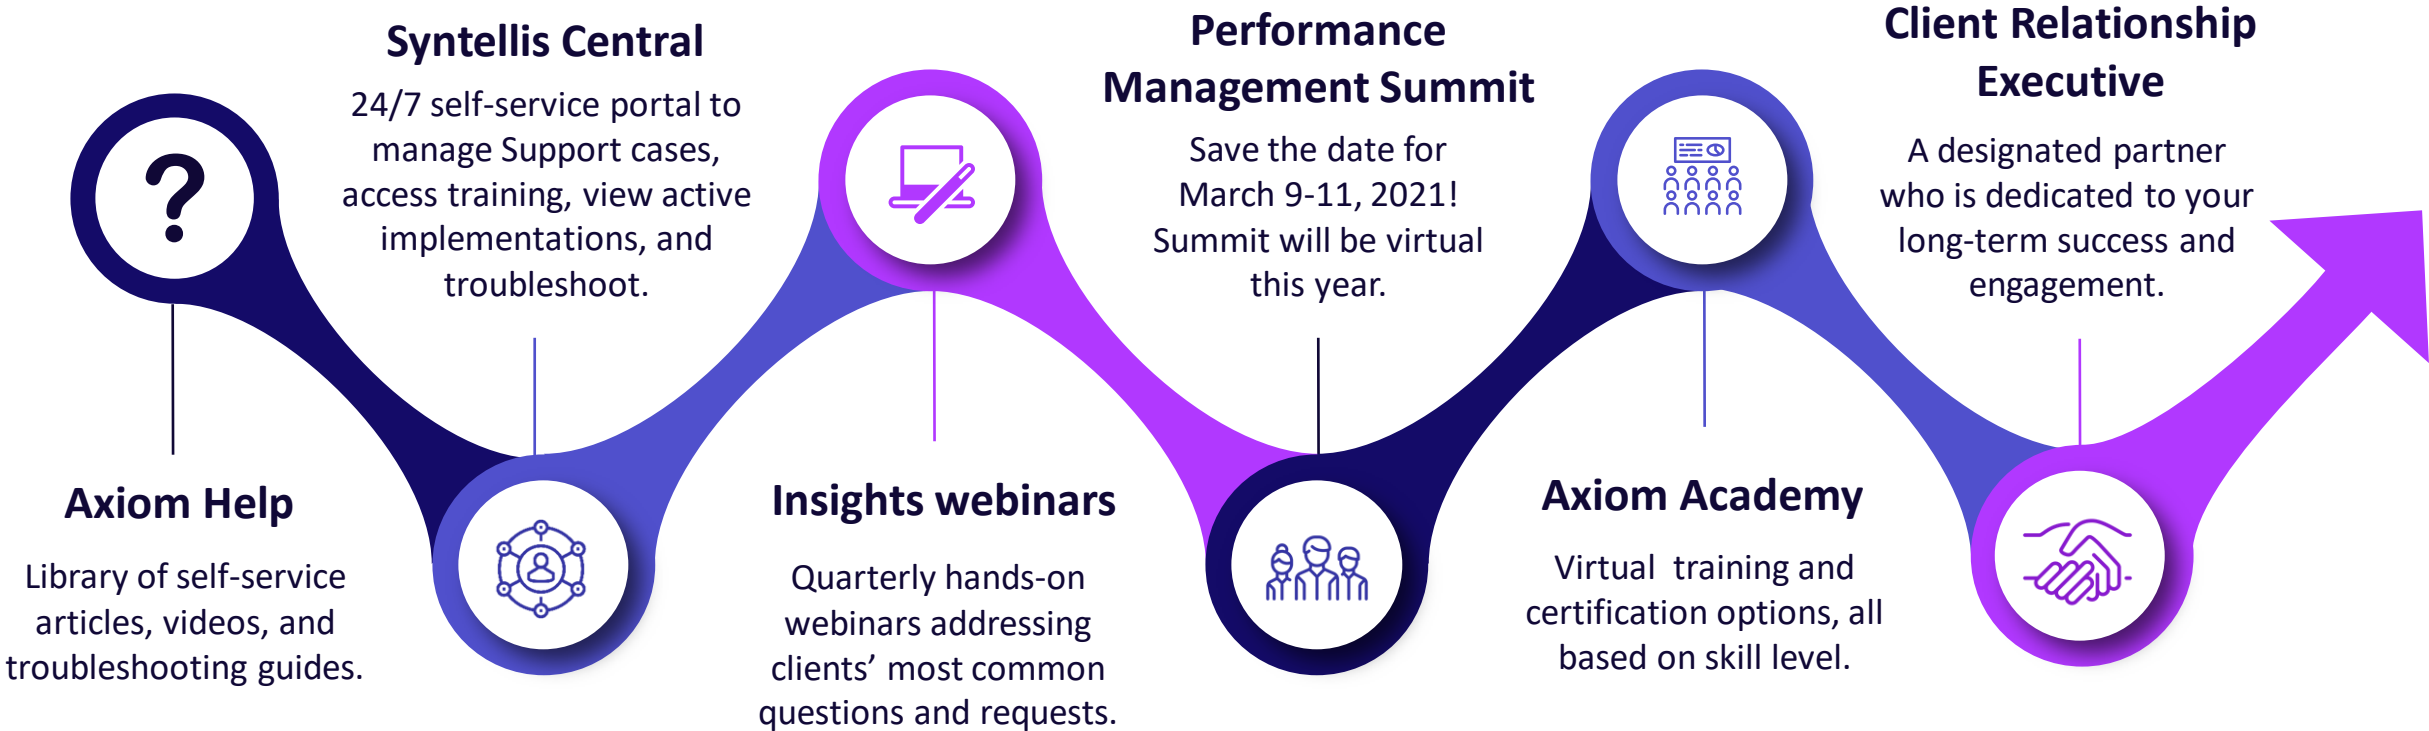 Axiom Help
Library of self-service
articles, videos, and
troubleshooting guides.
Syntellis Central
24/7 self-service portal to
manage Support cases,
access training, view active
implementations, and
troubleshoot.
Insights webinars
Quarterly hands-on
webinars addressing
clients’ most common
questions and requests.
Performance
Management Summit
Save the date for
March 9-11, 2021!
Summit will be virtual
this year.
Axiom Academy
Virtual training and
certification options, all
based on skill level.
Client Relationship
Executive
A designated partner
who is dedicated to your
long-term success and
engagement.